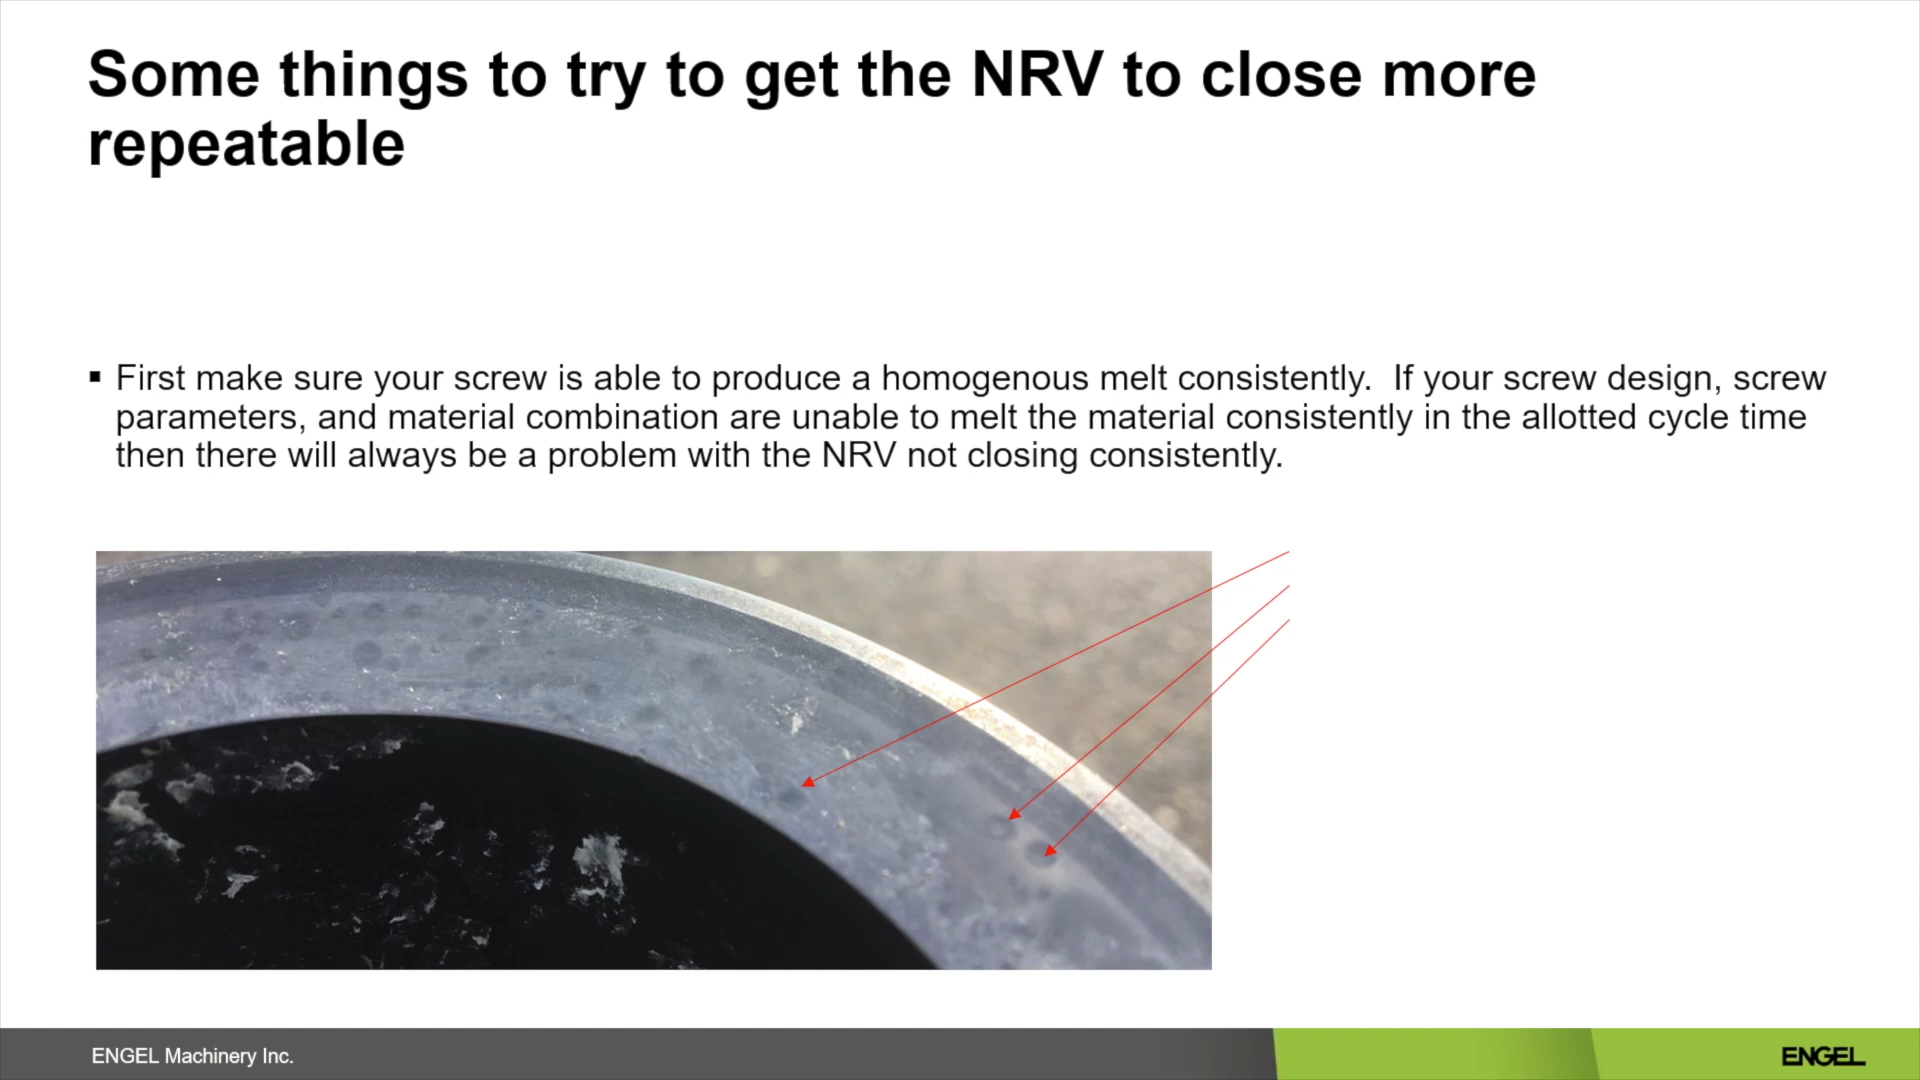 Some things to try to get the NRV to close more
repeatable
▪ First make sure your screw is able to produce a homogenous melt consistently.  If your screw design, screw
parameters, and material combination are unable to melt the material consistently in the allotted cycle time
then there will always be a problem with the NRV not closing consistently.
ENGEL Machinery Inc.
ENGEL